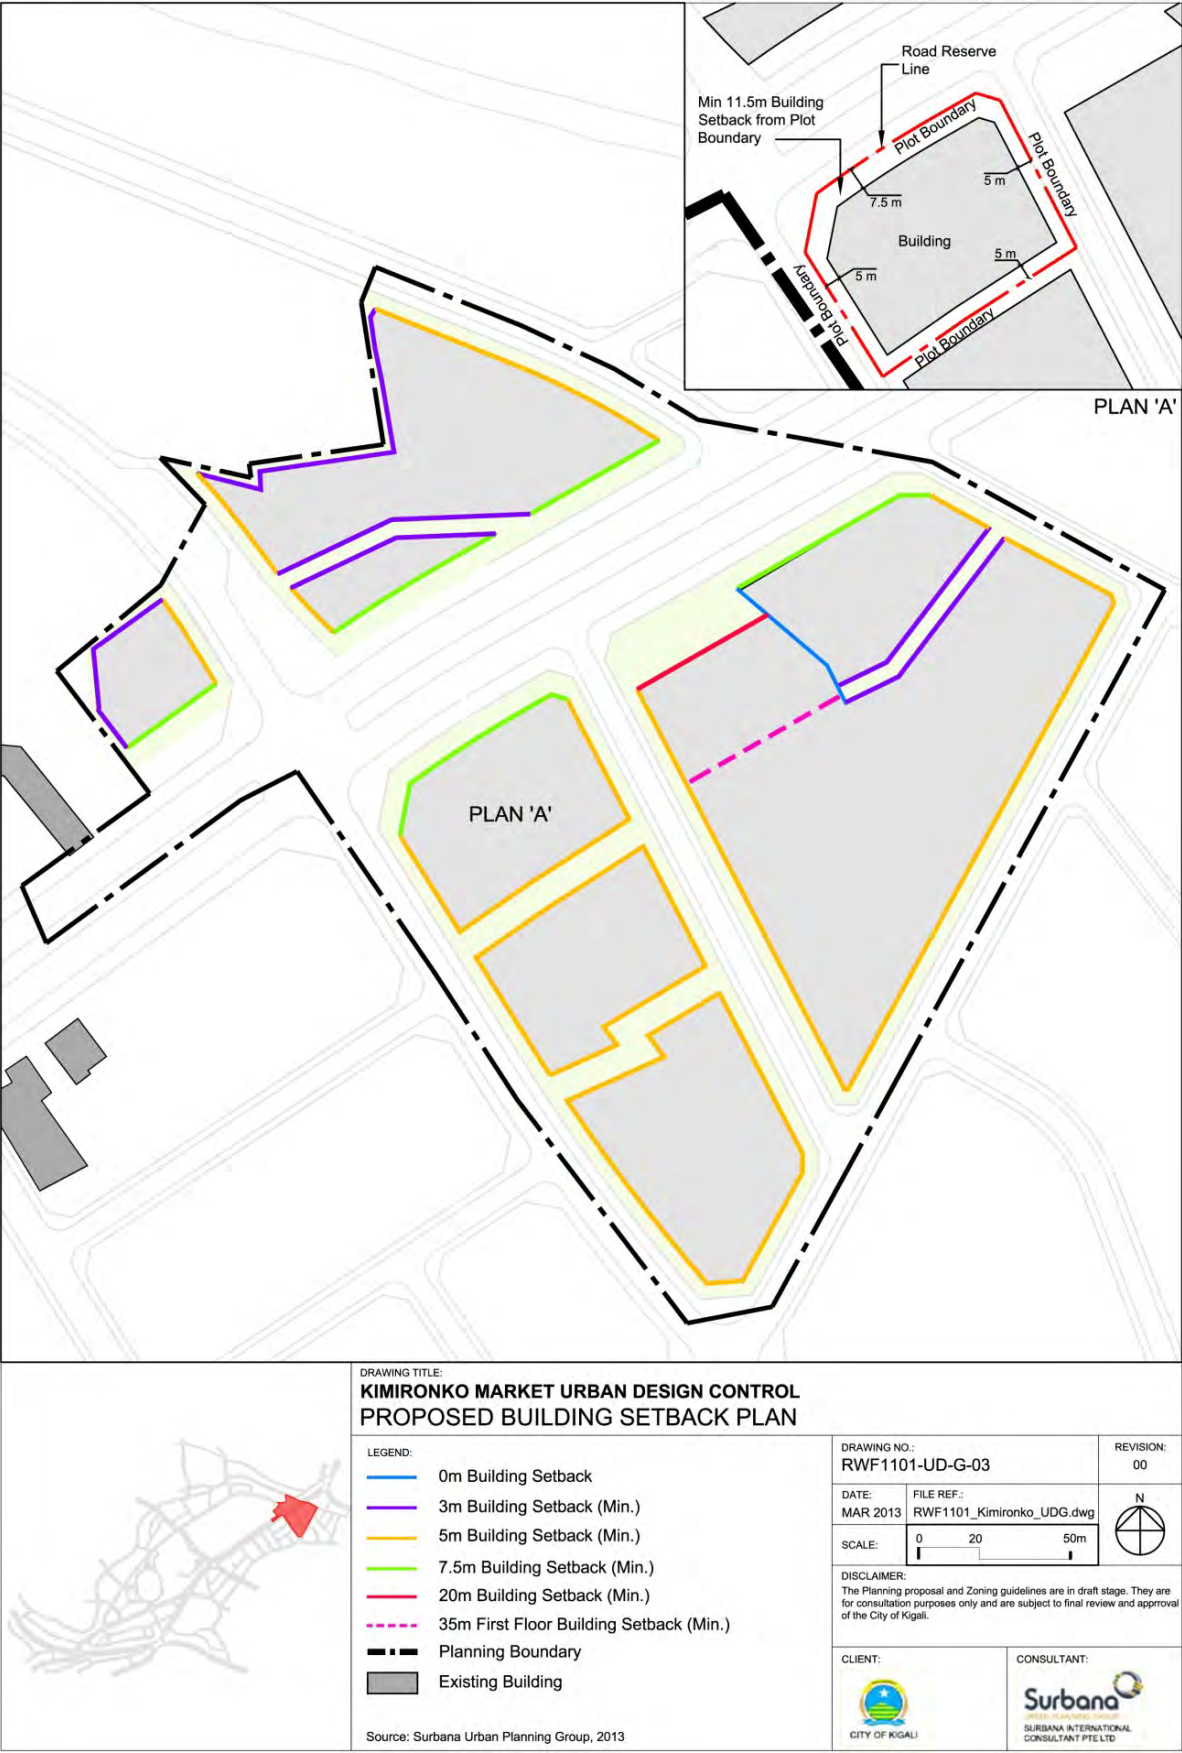 Road Reserve
Line
Min 11.5m Building
Setback from Plot
Boundary
Plot Boundary
Plot Boundary
5 m
7.5 m
Building
5 m
5 m
Plot Boundary
Plot Boundary
PLAN 'A'
PLAN 'A'
DRAWING TITLE:
KIMIRONKO MARKET URBAN DESIGN CONTROL
PROPOSED BUILDING SETBACK PLAN
LEGEND:
0m Building Setback
3m Building Setback (Min.)
5m Building Setback (Min.)
7.5m Building Setback (Min.)
20m Building Setback (Min.)
35m First Floor Building Setback (Min.)
Planning Boundary
Existing Building
Source: Surbana Urban Planning Group, 2013
DRAWING NO.:
RWF1101-UD-G-03
REVISION:
00
DATE:
MAR 2013
FILE REF.:
RWF1101_Kimironko_UDG.dwg
N
SCALE:
0 20 50m
DISCLAIMER:
The Planning proposal and Zoning guidelines are in draft stage. They are
for consultation purposes only and are subject to final review and apprroval
of the City of Kigali.
CLIENT:
CITY OF KIGALI
CONSULTANT:
Surbana
URBAN PLANNING GROUP
SURBANA INTERNATIONAL
CONSULTANT PTE LTD